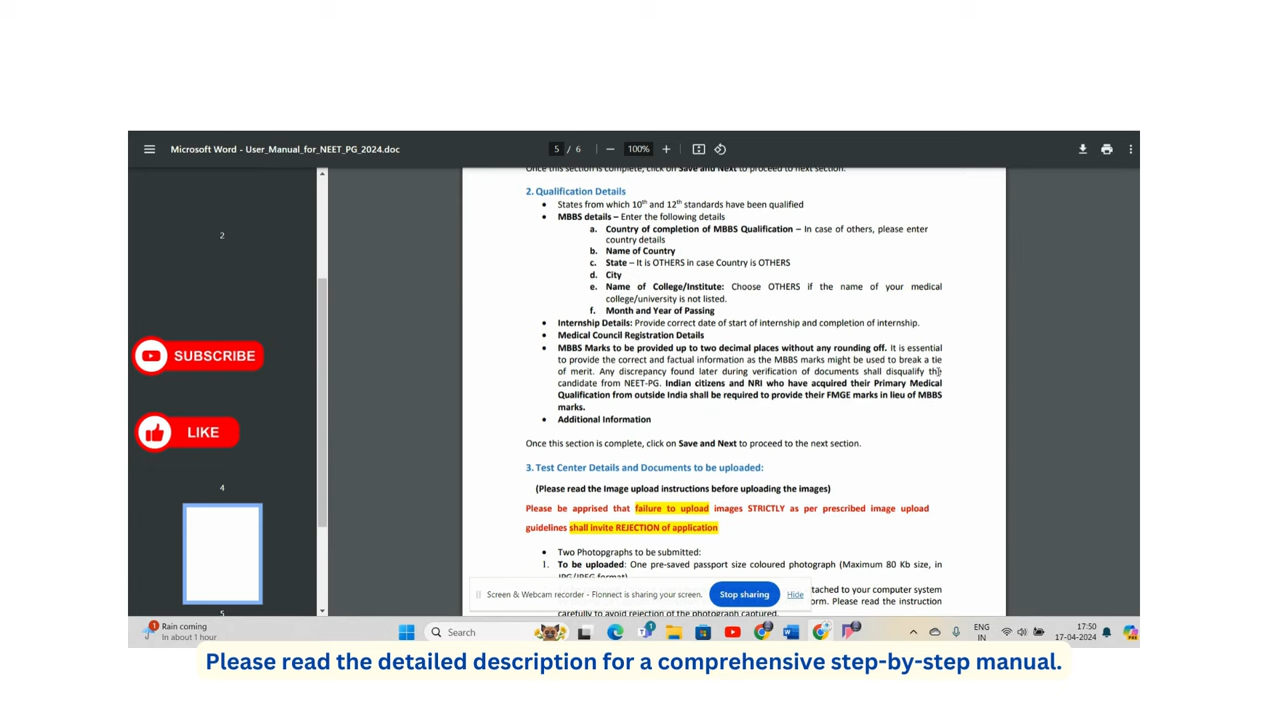 Microsoft Word - User_Manual_for_NEET_PG_2024.doc
5 / 6
100%
2
4
5
SUBSCRIBE
LIKE
Once this section is complete, click on Save and Next to proceed to next section.
2. Qualification Details
• States from which 10th and 12th standards have been qualified
• MBBS details – Enter the following details
a. Country of completion of MBBS Qualification – In case of others, please enter
country details
b. Name of Country
c. State – It is OTHERS in case Country is OTHERS
d. City
e. Name of College/Institute: Choose OTHERS if the name of your medical
college/university is not listed.
f. Month and Year of Passing
• Internship Details: Provide correct date of start of internship and completion of internship.
• Medical Council Registration Details
• MBBS Marks to be provided up to two decimal places without any rounding off. It is essential
to provide the correct and factual information as the MBBS marks might be used to break a tie
of merit. Any discrepancy found later during verification of documents shall disqualify the
candidate from NEET-PG. Indian citizens and NRI who have acquired their Primary Medical
Qualification from outside India shall be required to provide their FMGE marks in lieu of MBBS
marks.
• Additional Information
Once this section is complete, click on Save and Next to proceed to the next section.
3. Test Center Details and Documents to be uploaded:
(Please read the Image upload instructions before uploading the images)
Please be apprised that failure to upload images STRICTLY as per prescribed image upload
guidelines shall invite REJECTION of application
• Two Photopgraphs to be submitted:
1. To be uploaded: One pre-saved passport size coloured photograph (Maximum 80 Kb size, in
JPG/JPEG format)
tached to your computer system
orm. Please read the instruction
carefully to avoid rejection of the photograph captured.
Screen & Webcam recorder - Flonnect is sharing your screen.
Stop sharing
Hide
1
Rain coming
In about 1 hour
Search
1
ENG
IN
17:50
17-04-2024
Please read the detailed description for a comprehensive step-by-step manual.